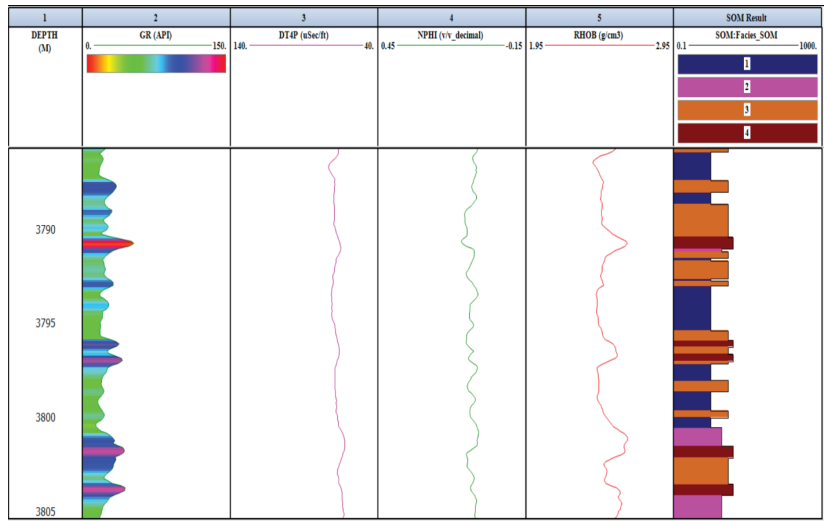 1 2 3 4 5 SOM Result
DEPTH GR (API) DT4P (uSec/ft) NPHI (v/v_decimal) RHOB (g/cm3) SOM:Facies_SOM
(M) 0. 150. 140. 40. 0.45 -0.15 1.95 2.95 0.1 1000.
1
2
3
4
3790
3795
3800
3805